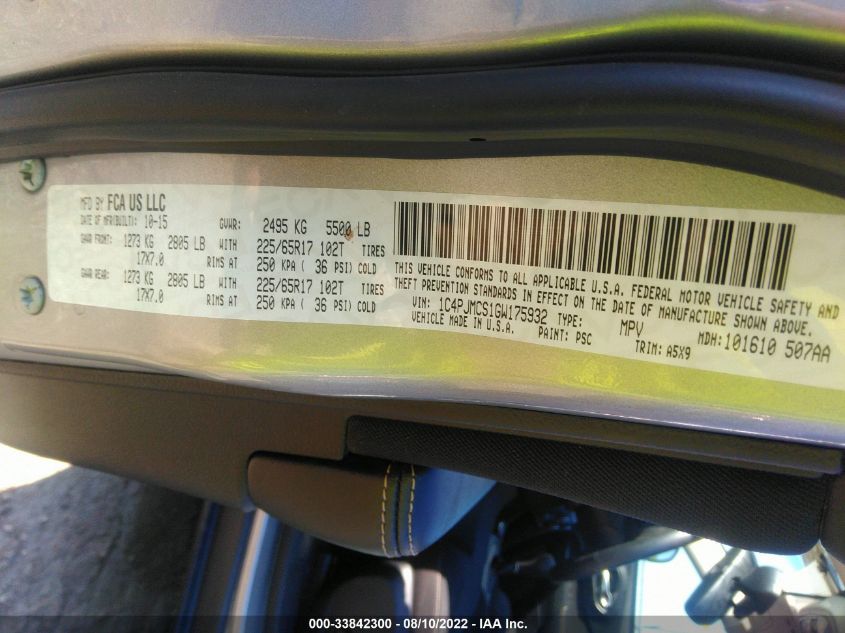 MFD BY FCA US LLC
DATE OF MFR(BUILT): 10-15 GVWR: 2495 KG 5500 LB
GWR FRONT: 1273 KG 2805 LB WITH 225/65R17 102T TIRES
17X7.0 RIMS AT 250 KPA ( 36 PSI) COLD
GWR REAR: 1273 KG 2805 LB WITH 225/65R17 102T TIRES
17X7.0 RIMS AT 250 KPA ( 36 PSI) COLD
THIS VEHICLE CONFORMS TO ALL APPLICABLE U.S.A. FEDERAL MOTOR VEHICLE SAFETY AND
THEFT PREVENTION STANDARDS IN EFFECT ON THE DATE OF MANUFACTURE SHOWN ABOVE.
VIN: 1C4PJMCS1GW175932 TYPE: MPV MDH:101610 507AA
VEHICLE MADE IN U.S.A. PAINT: PSC TRIM: A5X9
000-33842300 - 08/10/2022 - IAA Inc.